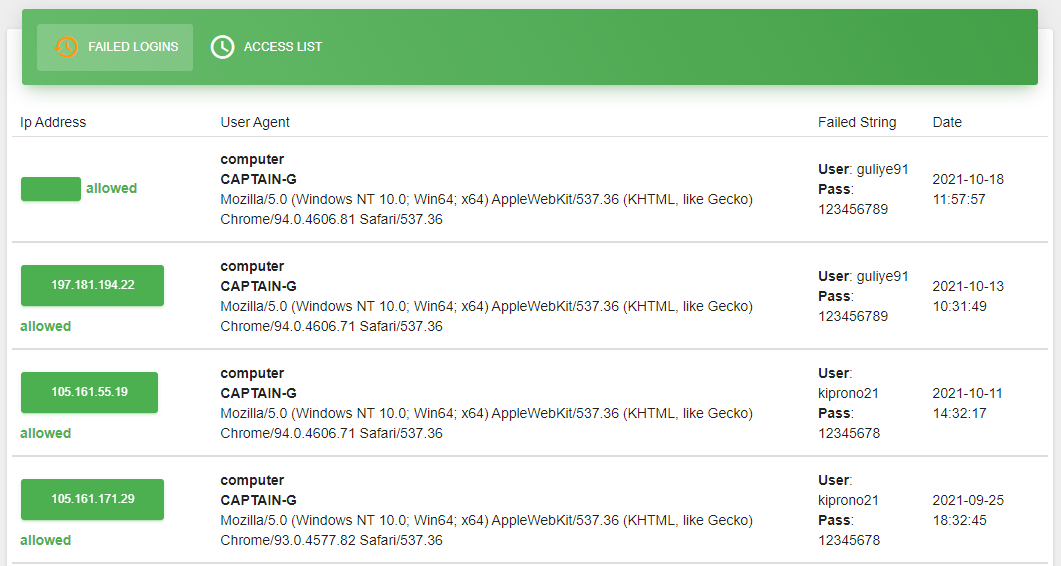 FAILED LOGINS
ACCESS LIST
Ip Address User Agent Failed String Date
allowed
computer
CAPTAIN-G
Mozilla/5.0 (Windows NT 10.0; Win64; x64) AppleWebKit/537.36 (KHTML, like Gecko)
Chrome/94.0.4606.81 Safari/537.36
User: guliye91
Pass:
123456789
2021-10-18
11:57:57
197.181.194.22
allowed
computer
CAPTAIN-G
Mozilla/5.0 (Windows NT 10.0; Win64; x64) AppleWebKit/537.36 (KHTML, like Gecko)
Chrome/94.0.4606.71 Safari/537.36
User: guliye91
Pass:
123456789
2021-10-13
10:31:49
105.161.55.19
allowed
computer
CAPTAIN-G
Mozilla/5.0 (Windows NT 10.0; Win64; x64) AppleWebKit/537.36 (KHTML, like Gecko)
Chrome/94.0.4606.71 Safari/537.36
User:
kiprono21
Pass:
12345678
2021-10-11
14:32:17
105.161.171.29
allowed
computer
CAPTAIN-G
Mozilla/5.0 (Windows NT 10.0; Win64; x64) AppleWebKit/537.36 (KHTML, like Gecko)
Chrome/93.0.4577.82 Safari/537.36
User:
kiprono21
Pass:
12345678
2021-09-25
18:32:45